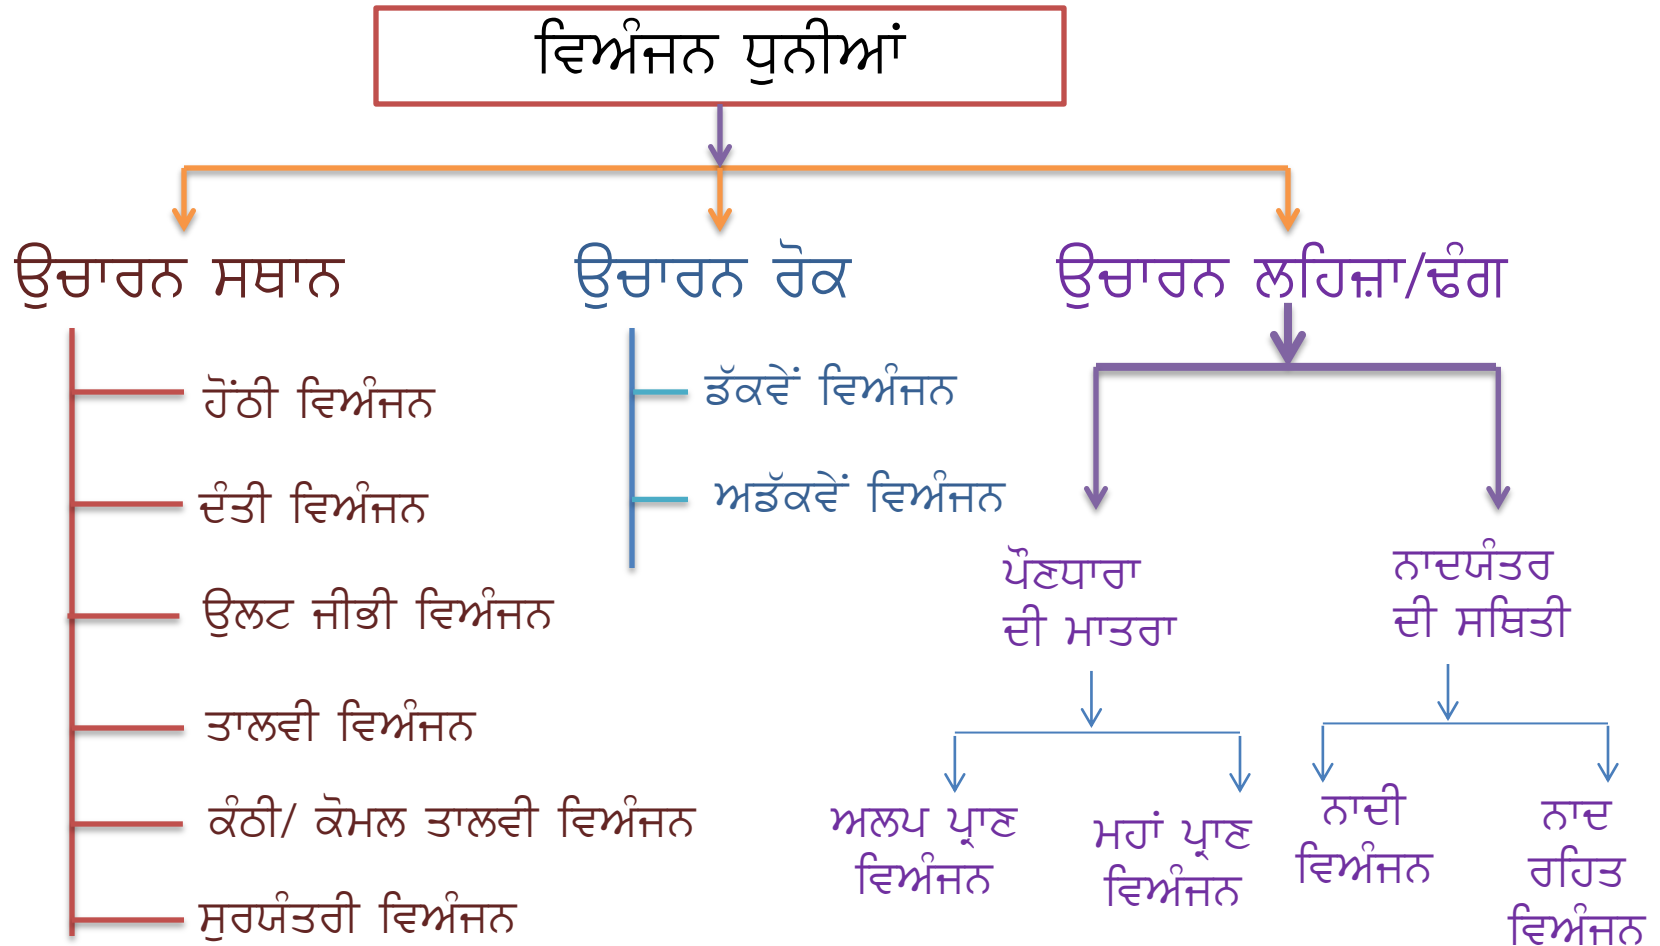 ਵਿਅੰਜਨ ਧੁਨੀਆਂ
ਉਚਾਰਨ ਸਥਾਨ
ਹੋਂਠੀ ਵਿਅੰਜਨ
ਦੰਤੀ ਵਿਅੰਜਨ
ਉਲਟ ਜੀਭੀ ਵਿਅੰਜਨ
ਤਾਲਵੀ ਵਿਅੰਜਨ
ਕੰਠੀ/ ਕੋਮਲ ਤਾਲਵੀ ਵਿਅੰਜਨ
ਸੁਰਯੰਤਰੀ ਵਿਅੰਜਨ
ਉਚਾਰਨ ਰੋਕ
ਡੱਕਵੇਂ ਵਿਅੰਜਨ
ਅਡੱਕਵੇਂ ਵਿਅੰਜਨ
ਉਚਾਰਨ ਲਹਿਜ਼ਾ/ਢੰਗ
ਪੌਣਧਾਰਾ
ਦੀ ਮਾਤਰਾ
ਅਲਪ ਪ੍ਰਾਣ
ਵਿਅੰਜਨ
ਮਹਾਂ ਪ੍ਰਾਣ
ਵਿਅੰਜਨ
ਨਾਦਯੰਤਰ
ਦੀ ਸਥਿਤੀ
ਨਾਦੀ
ਵਿਅੰਜਨ
ਨਾਦ
ਰਹਿਤ
ਵਿਅੰਜਨ